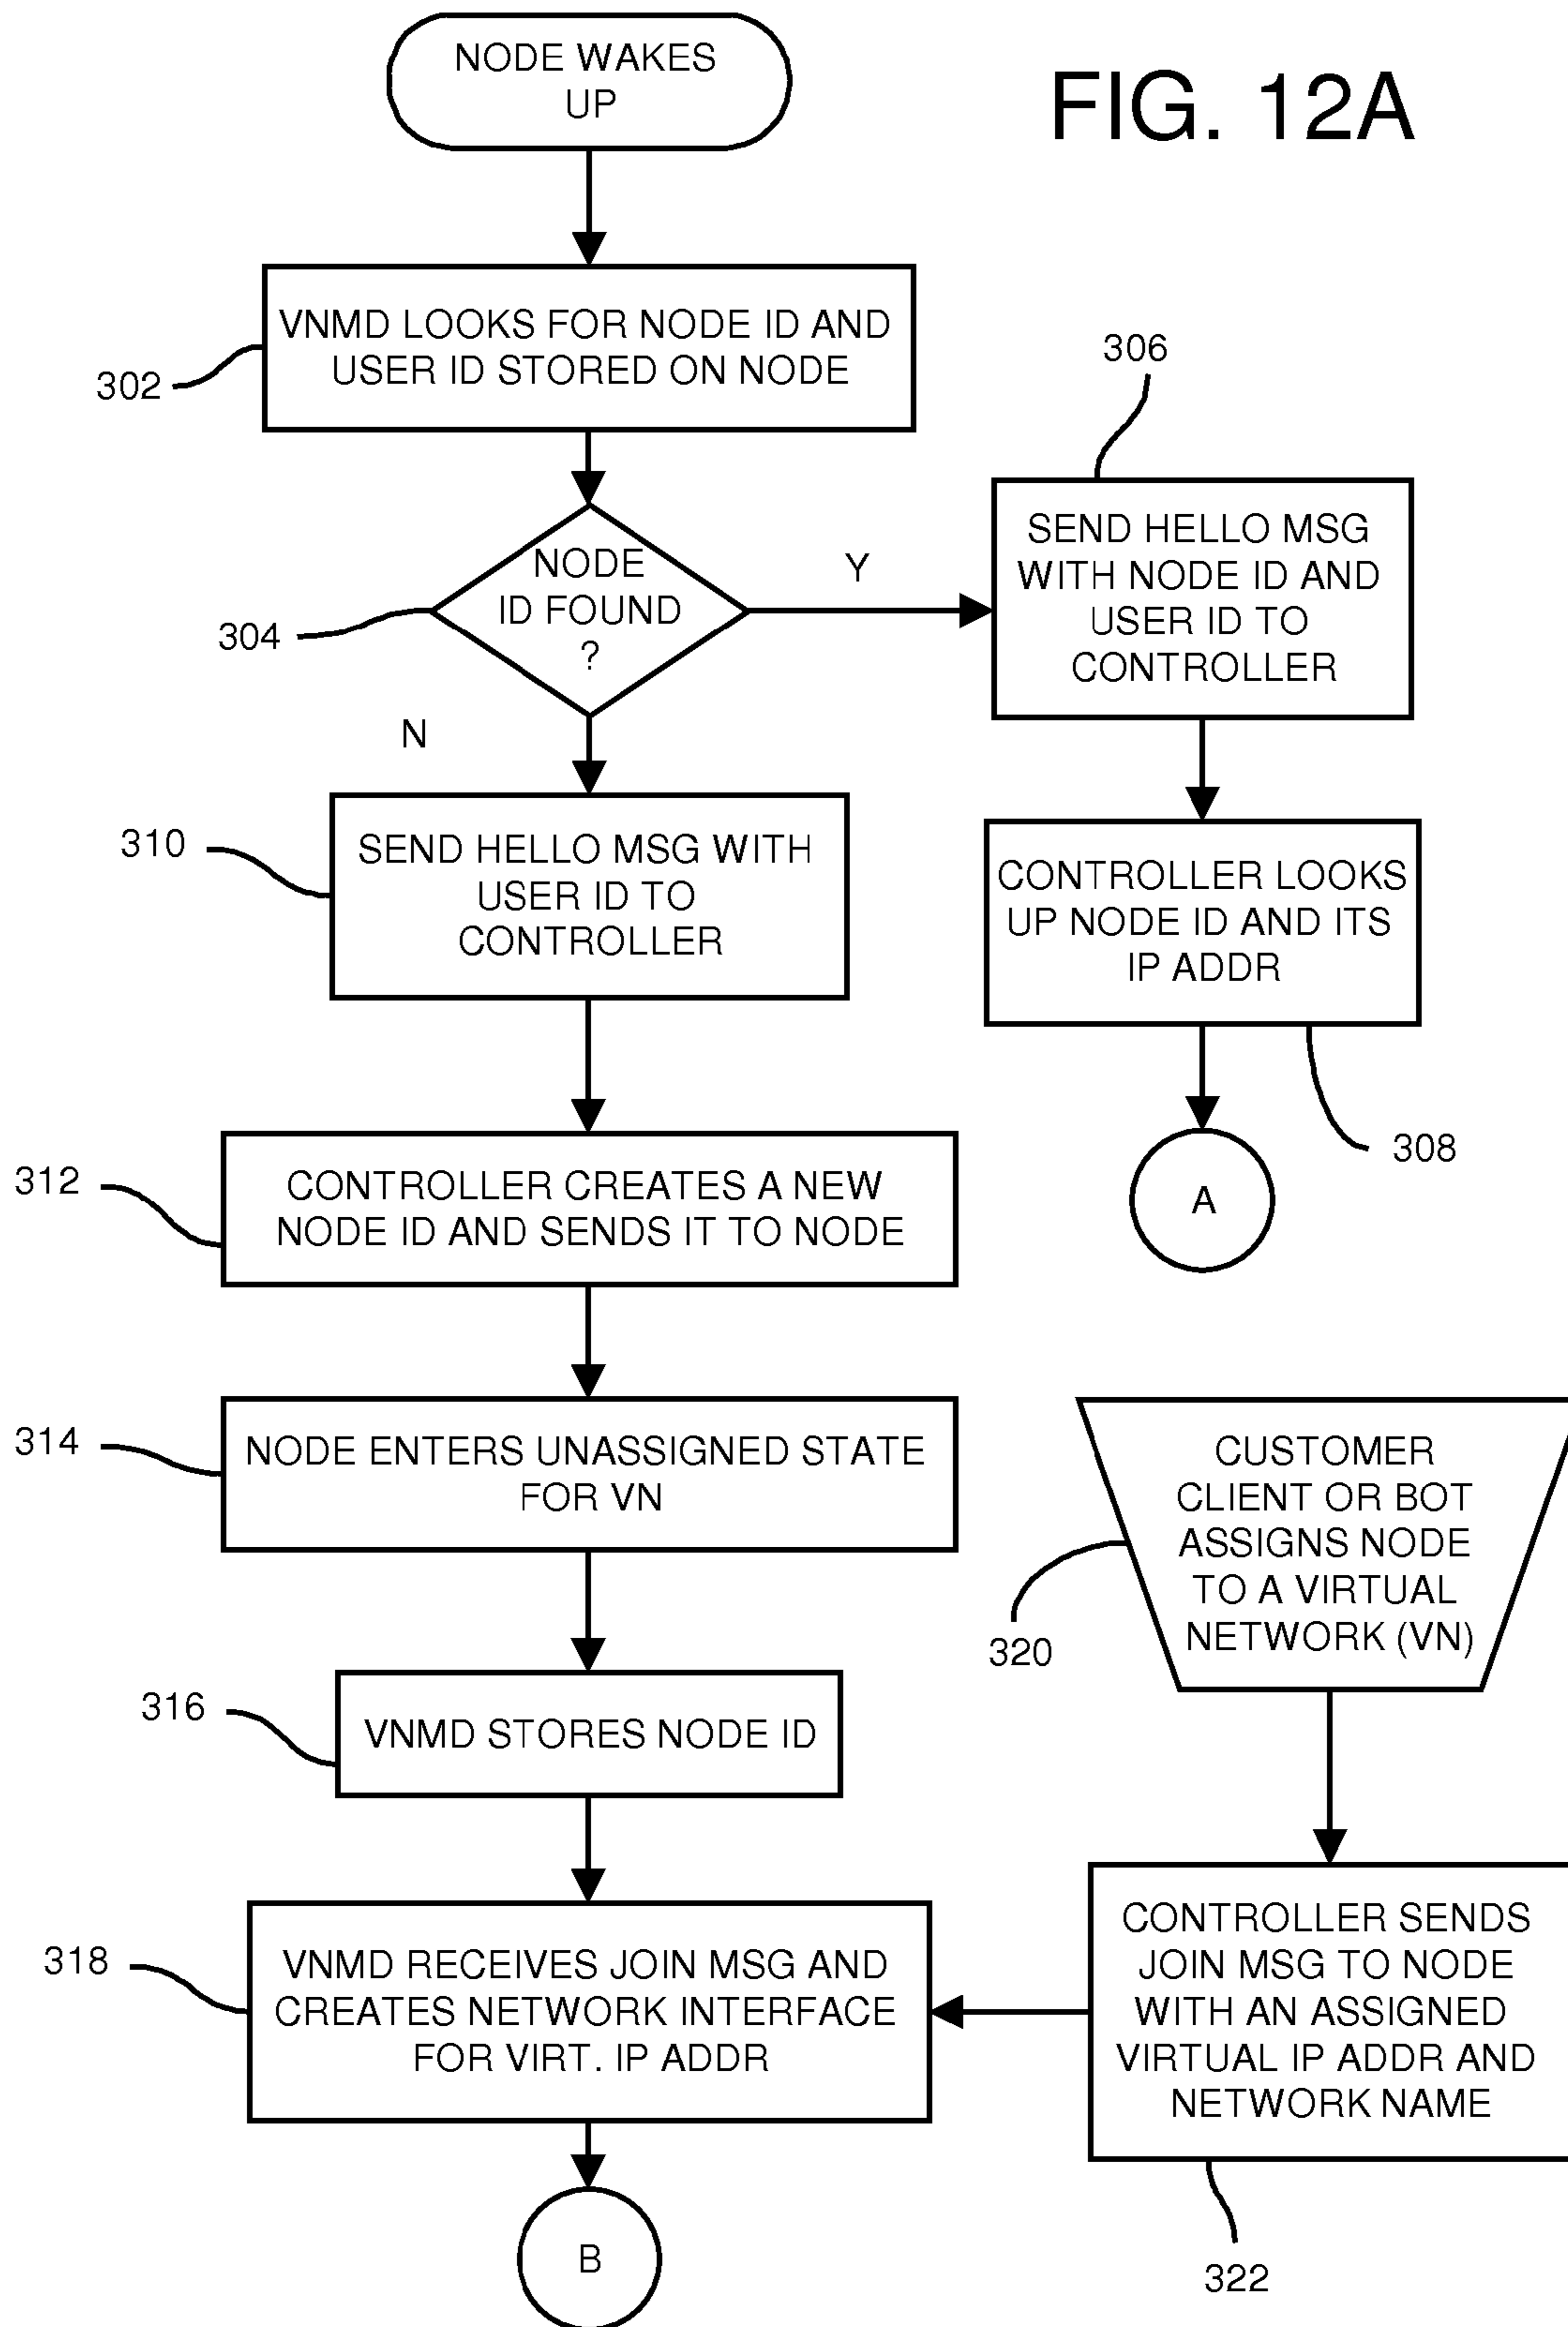 NODE WAKES
UP
FIG. 12A
VNMD LOOKS FOR NODE ID AND
USER ID STORED ON NODE
302
306
NODE
ID FOUND
?
304
Y
N
SEND HELLO MSG
WITH NODE ID AND
USER ID TO
CONTROLLER
310
SEND HELLO MSG WITH
USER ID TO
CONTROLLER
CONTROLLER LOOKS
UP NODE ID AND ITS
IP ADDR
308
A
312
CONTROLLER CREATES A NEW
NODE ID AND SENDS IT TO NODE
314
NODE ENTERS UNASSIGNED STATE
FOR VN
CUSTOMER
CLIENT OR BOT
ASSIGNS NODE
TO A VIRTUAL
NETWORK (VN)
320
316
VNMD STORES NODE ID
318
VNMD RECEIVES JOIN MSG AND
CREATES NETWORK INTERFACE
FOR VIRT. IP ADDR
CONTROLLER SENDS
JOIN MSG TO NODE
WITH AN ASSIGNED
VIRTUAL IP ADDR AND
NETWORK NAME
322
B